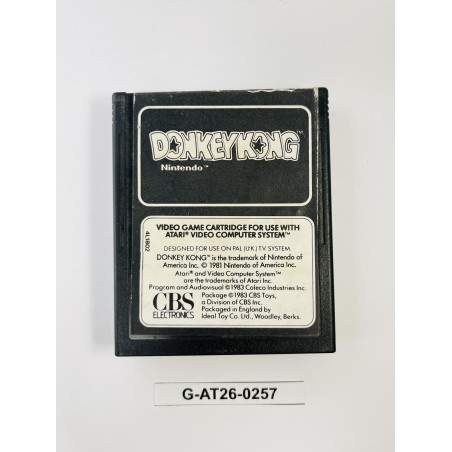 DONKEY KONG™
Nintendo™
4L1802
VIDEO GAME CARTRIDGE FOR USE WITH
ATARI® VIDEO COMPUTER SYSTEM™
DESIGNED FOR USE ON PAL (U.K) T.V. SYSTEM.
DONKEY KONG™ is the trademark of Nintendo of
America Inc. © 1981 Nintendo of America Inc.
Atari® and Video Computer System™
are the trademarks of Atari Inc.
Program and Audiovisual ©1983 Coleco Industries Inc.
Package ©1983 CBS Toys,
a Division of CBS Inc.
Packaged in England by
Ideal Toy Co. Ltd., Woodley, Berks.
CBS
ELECTRONICS
G-AT26-0257